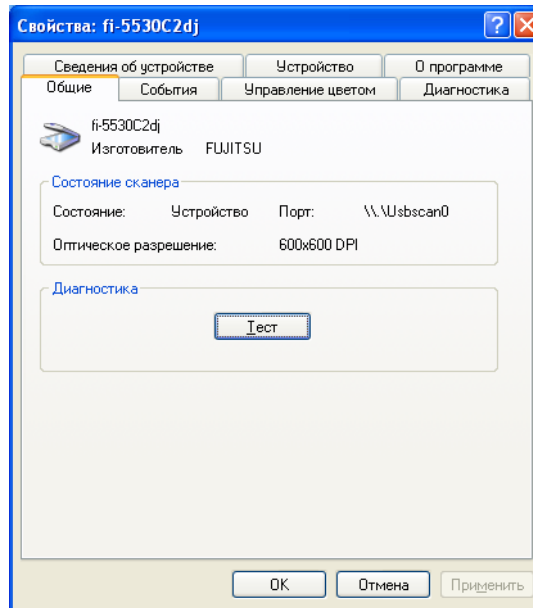 Свойства: fi-5530C2dj
Сведения об устройстве Устройство О программе
Общие События Управление цветом Диагностика
fi-5530C2dj
Изготовитель FUJITSU
Состояние сканера
Состояние: Устройство Порт: \\.\Usbscan0
Оптическое разрешение: 600x600 DPI
Диагностика
Тест
OK Отмена Применить